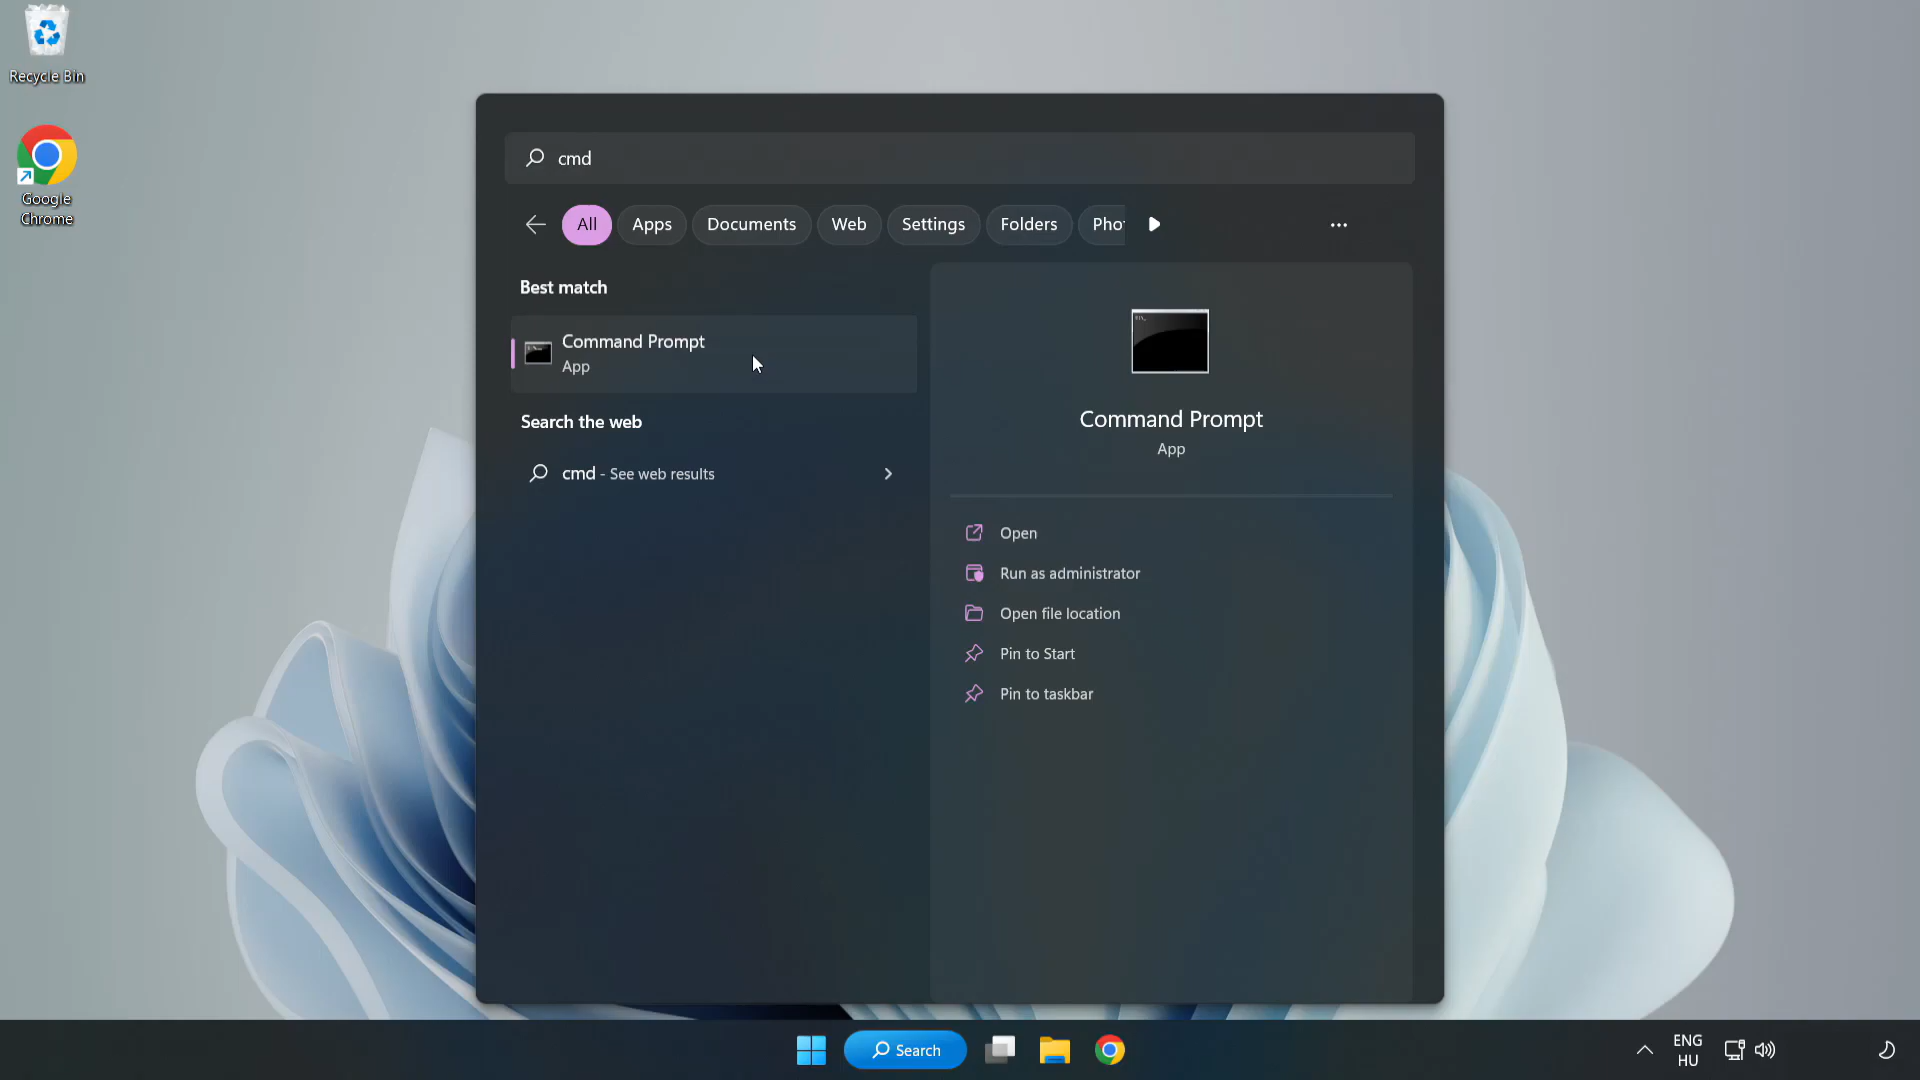 Recycle Bin
Google
Chrome
cmd
All
Apps
Documents
Web
Settings
Folders
Pho
Best match
Command Prompt
App
Search the web
cmd - See web results
Command Prompt
App
Open
Run as administrator
Open file location
Pin to Start
Pin to taskbar
Search
ENG
HU